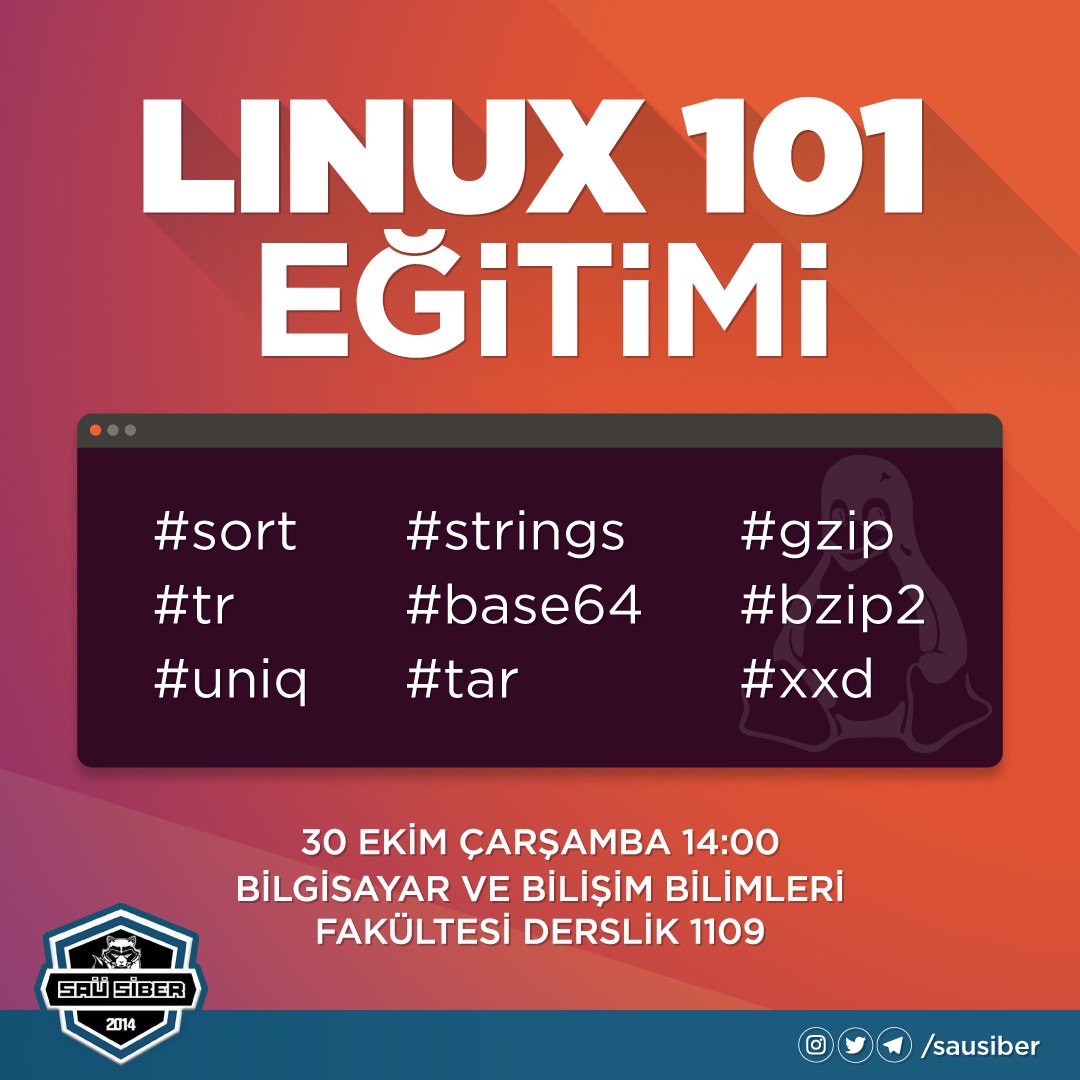 LINUX 101
EĞİTİMİ
#sort #strings #gzip
#tr #base64 #bzip2
#uniq #tar #xxd
30 EKİM ÇARŞAMBA 14:00
BİLGİSAYAR VE BİLİŞİM BİLİMLERİ
FAKÜLTESİ DERSLİK 1109
SAÜ SİBER
2014
/sausiber